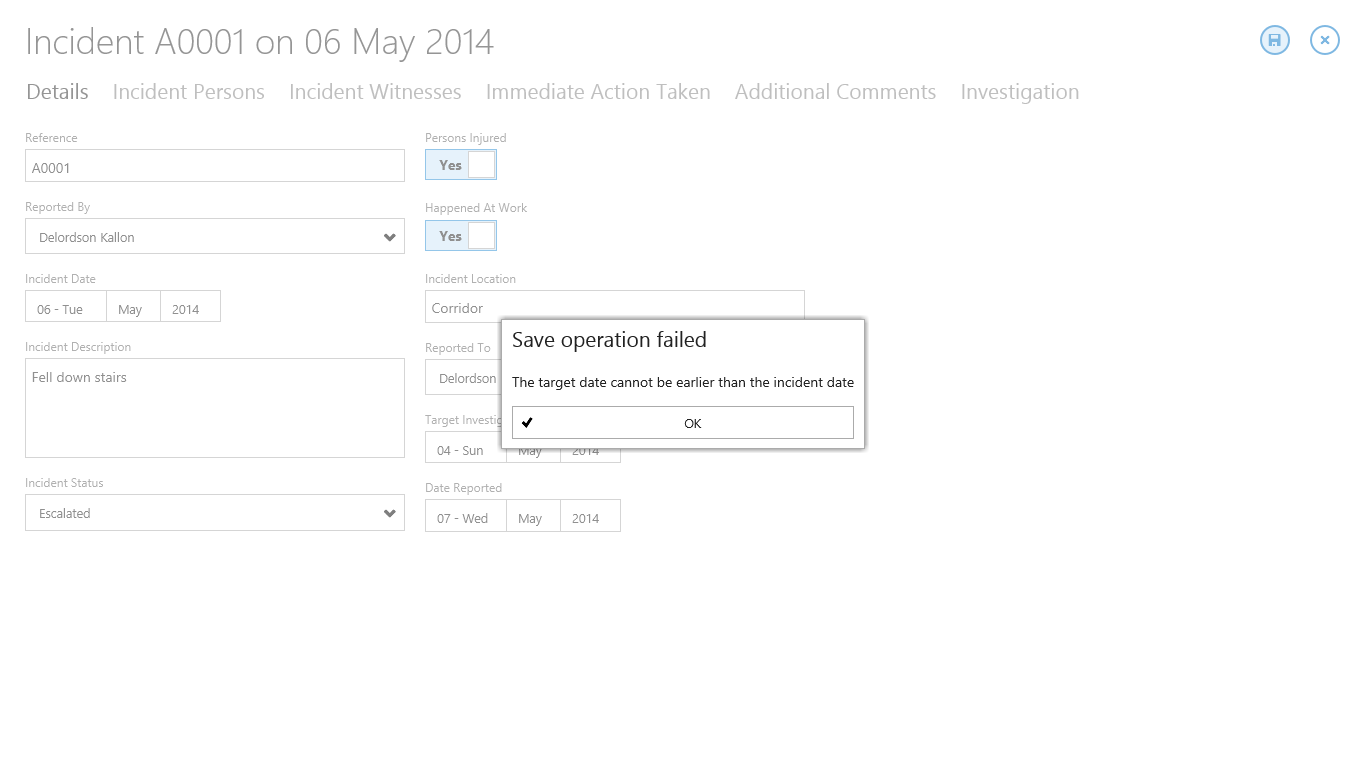 Incident A0001 on 06 May 2014
Details Incident Persons Incident Witnesses Immediate Action Taken Additional Comments Investigation
Reference
A0001
Reported By
Delordson Kallon
Incident Date
06 - Tue May 2014
Incident Description
Fell down stairs
Incident Status
Escalated
Persons Injured
Yes
Happened At Work
Yes
Incident Location
Corridor
Reported To
Delordson
Target
04 - Sun May 2014
Date Reported
07 - Wed May 2014
Save operation failed
The target date cannot be earlier than the incident date
OK